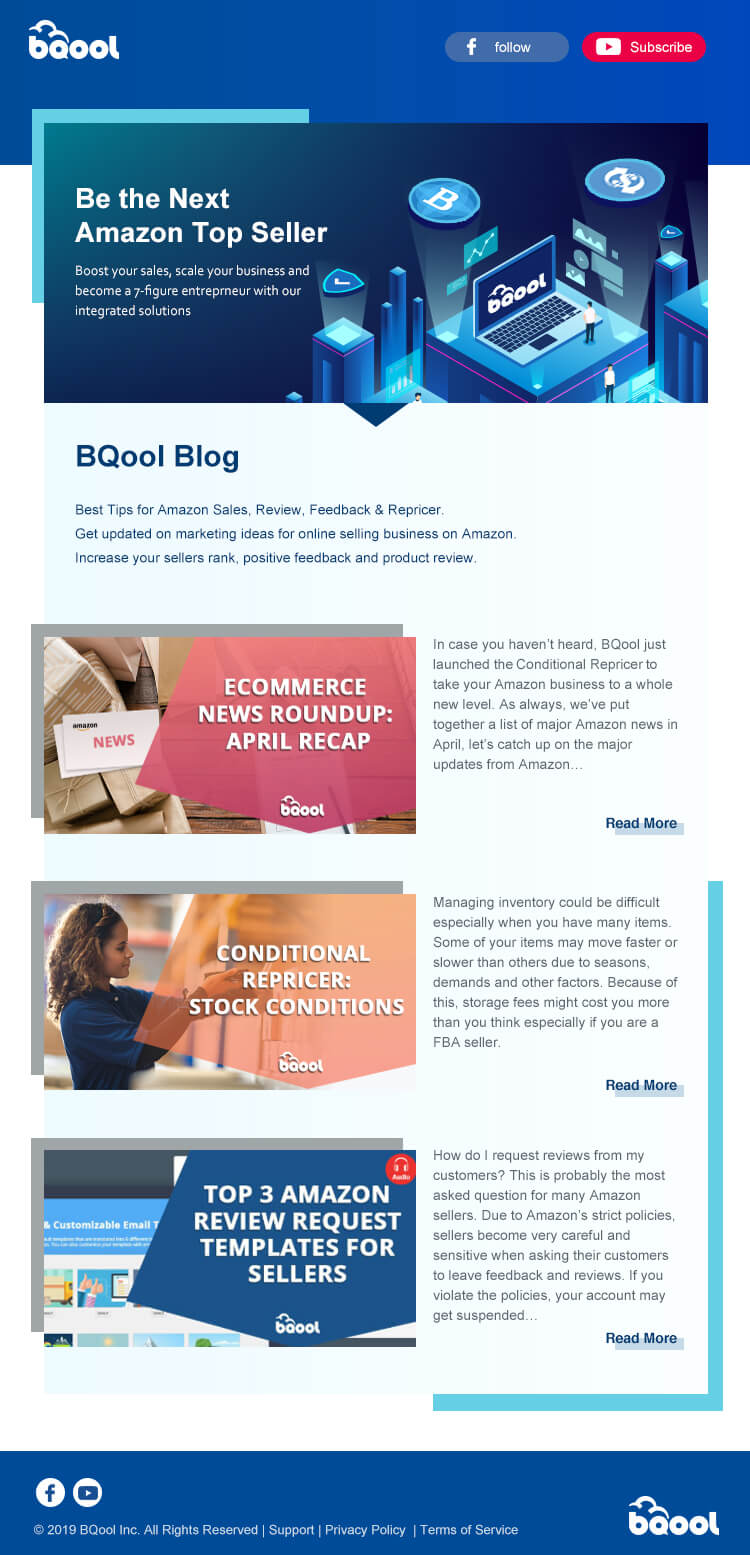 bqool
follow
Subscribe
Be the Next
Amazon Top Seller
Boost your sales, scale your business and
become a 7-figure entreprneur with our
integrated solutions
bqool
BQool Blog
Best Tips for Amazon Sales, Review, Feedback & Repricer.
Get updated on marketing ideas for online selling business on Amazon.
Increase your sellers rank, positive feedback and product review.
amazon
NEWS
ECOMMERCE
NEWS ROUNDUP:
APRIL RECAP
bqool
In case you haven’t heard, BQool just
launched the Conditional Repricer to
take your Amazon business to a whole
new level. As always, we’ve put
together a list of major Amazon news in
April, let’s catch up on the major
updates from Amazon…
Read More
CONDITIONAL
REPRICER:
STOCK CONDITIONS
bqool
Managing inventory could be difficult
especially when you have many items.
Some of your items may move faster or
slower than others due to seasons,
demands and other factors. Because of
this, storage fees might cost you more
than you think especially if you are a
FBA seller.
Read More
Audio
& Customizable Email T
TOP 3 AMAZON
REVIEW REQUEST
TEMPLATES FOR
SELLERS
bqool
How do I request reviews from my
customers? This is probably the most
asked question for many Amazon
sellers. Due to Amazon’s strict policies,
sellers become very careful and
sensitive when asking their customers
to leave feedback and reviews. If you
violate the policies, your account may
get suspended…
Read More
© 2019 BQool Inc. All Rights Reserved | Support | Privacy Policy | Terms of Service
bqool